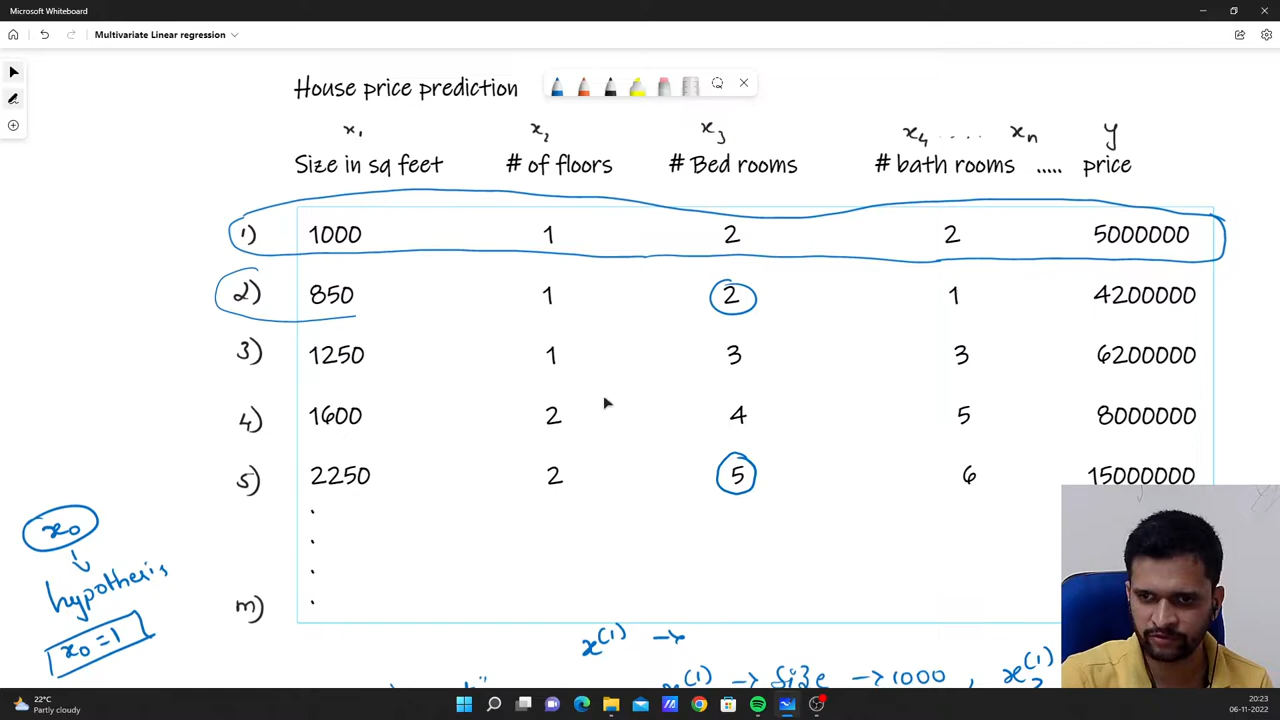 Microsoft Whiteboard
Multivariate Linear regression
House price prediction
x₁ x₂ x₃ x₄ ..... xₙ y
Size in sq feet # of floors # Bed rooms # bath rooms ..... price
1) 1000 1 2 2 5000000
2) 850 1 2 1 4200000
3) 1250 1 3 3 6200000
4) 1600 2 4 5 8000000
5) 2250 2 5 6 15000000
.
.
.
m) .
x₀
↓
hypothesis
x₀ = 1
x⁽¹⁾ →
x⁽¹⁾ → Size → 1000 , x₂⁽¹⁾
22°C
Partly cloudy
20:23
06-11-2022